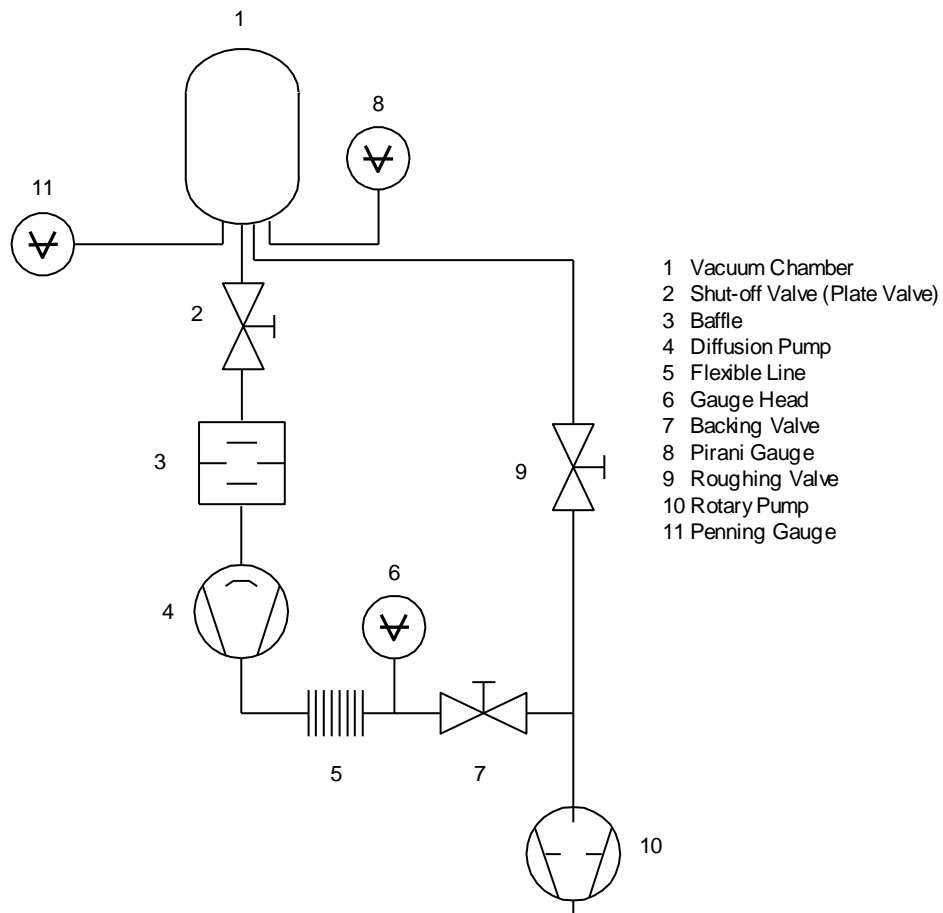 1
8
11
2
1 Vacuum Chamber
2 Shut-off Valve (Plate Valve)
3 Baffle
4 Diffusion Pump
5 Flexible Line
6 Gauge Head
7 Backing Valve
8 Pirani Gauge
9 Roughing Valve
10 Rotary Pump
11 Penning Gauge
3
9
6
4
5
7
10